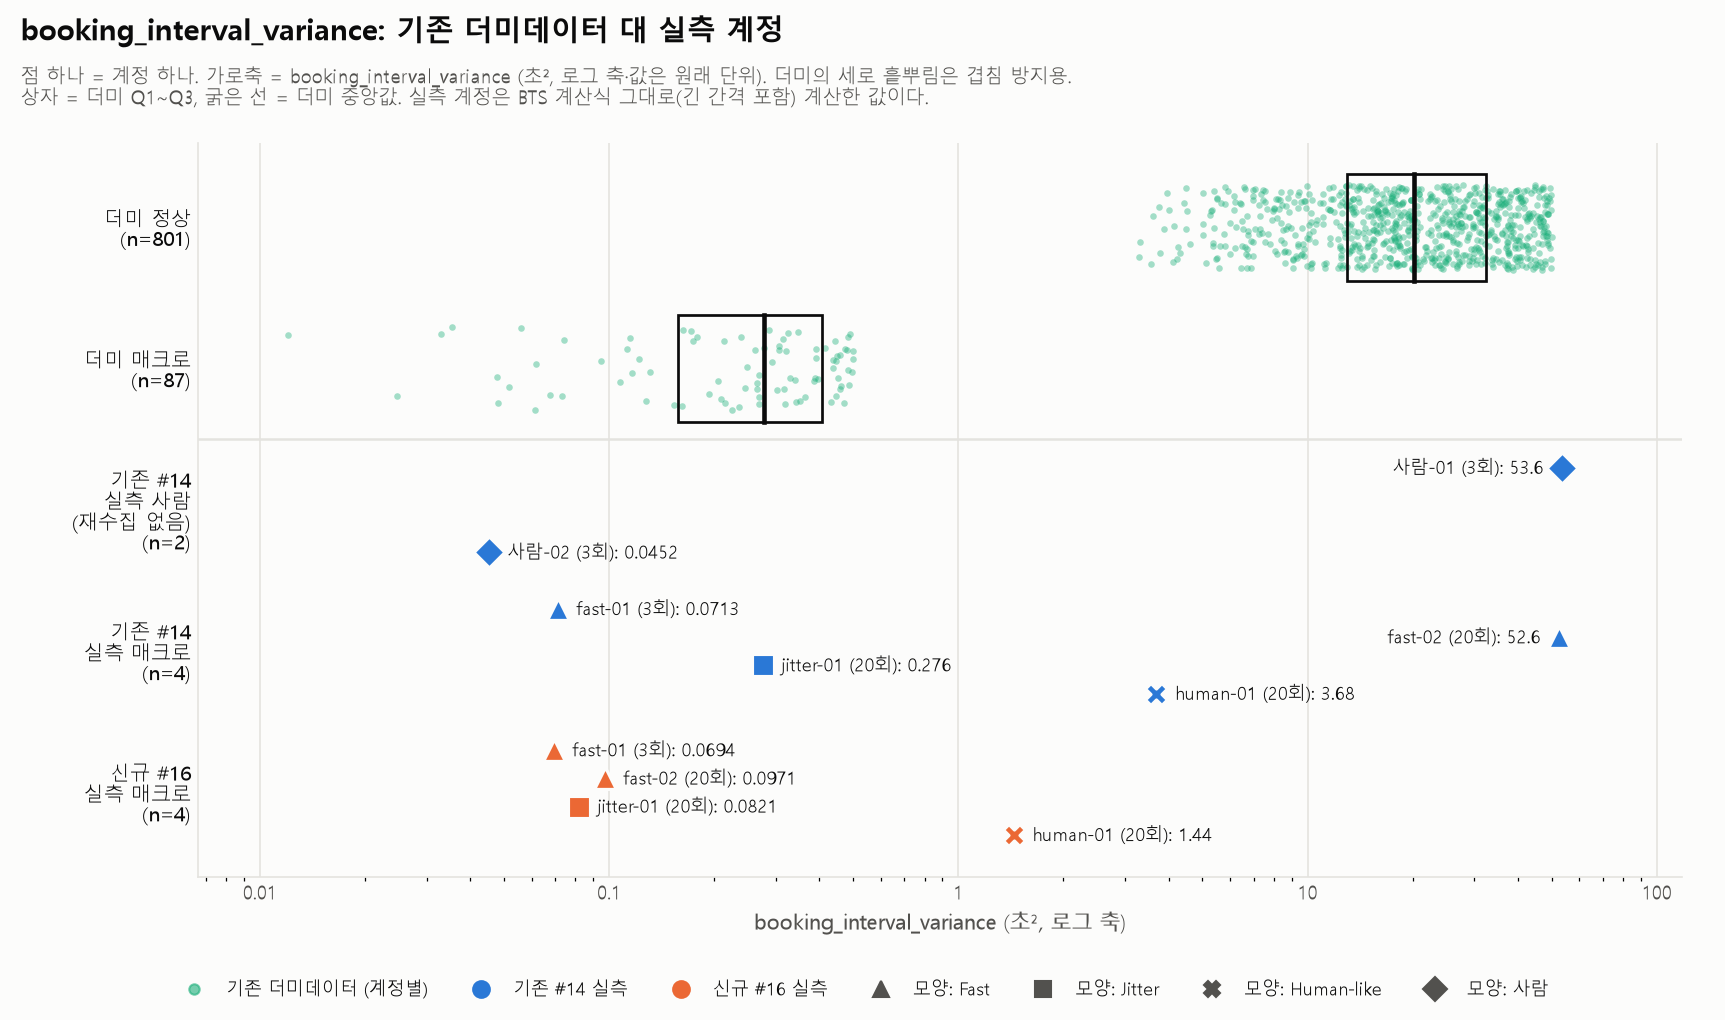 booking_interval_variance: 기존 더미데이터 대 실측 계정
점 하나 = 계정 하나. 가로축 = booking_interval_variance (초², 로그 축·값은 원래 단위). 더미의 세로 흩뿌림은 겹침 방지용.
상자 = 더미 Q1~Q3, 굵은 선 = 더미 중앙값. 실측 계정은 BTS 계산식 그대로(긴 간격 포함) 계산한 값이다.
더미 정상
(n=801)
더미 매크로
(n=87)
기존 #14
실측 사람
(재수집 없음)
(n=2)
사람-01 (3회): 53.6
사람-02 (3회): 0.0452
기존 #14
실측 매크로
(n=4)
fast-01 (3회): 0.0713
fast-02 (20회): 52.6
jitter-01 (20회): 0.276
human-01 (20회): 3.68
신규 #16
실측 매크로
(n=4)
fast-01 (3회): 0.0694
fast-02 (20회): 0.0971
jitter-01 (20회): 0.0821
human-01 (20회): 1.44
0.01 0.1 1 10 100
booking_interval_variance (초², 로그 축)
기존 더미데이터 (계정별) 기존 #14 실측 신규 #16 실측 모양: Fast 모양: Jitter 모양: Human-like 모양: 사람